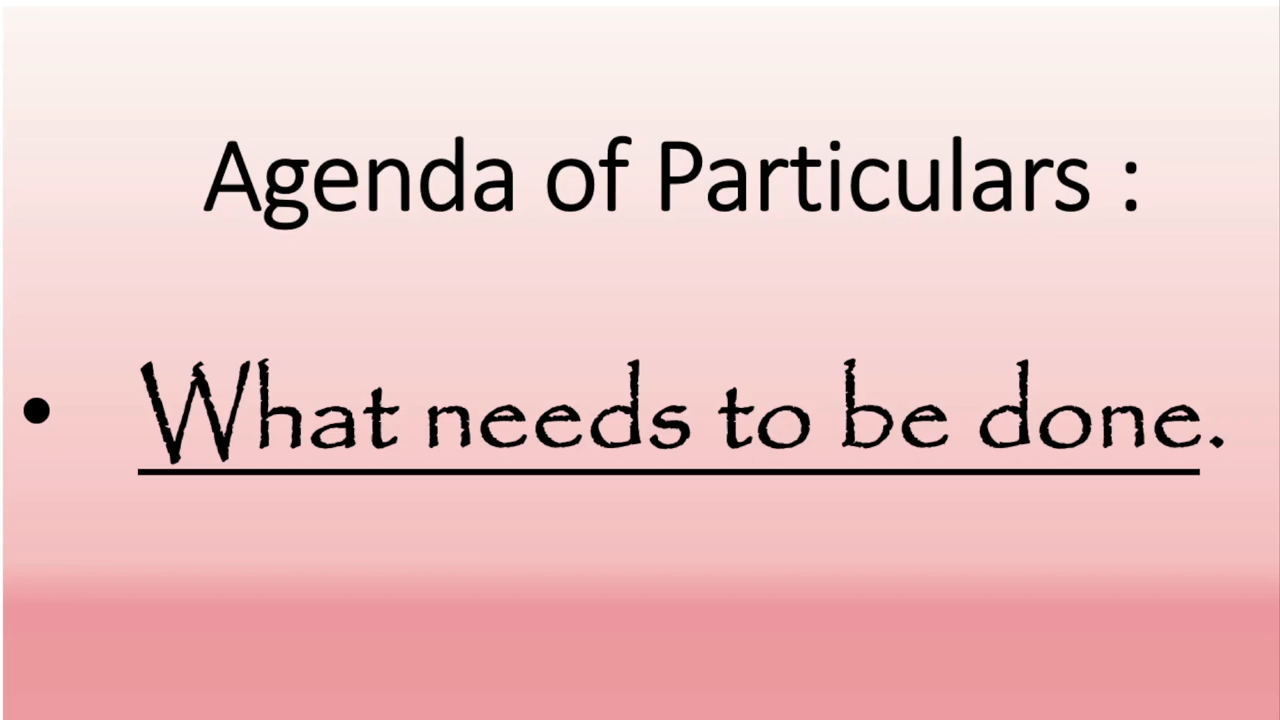 Agenda of Particulars :
• What needs to be done.